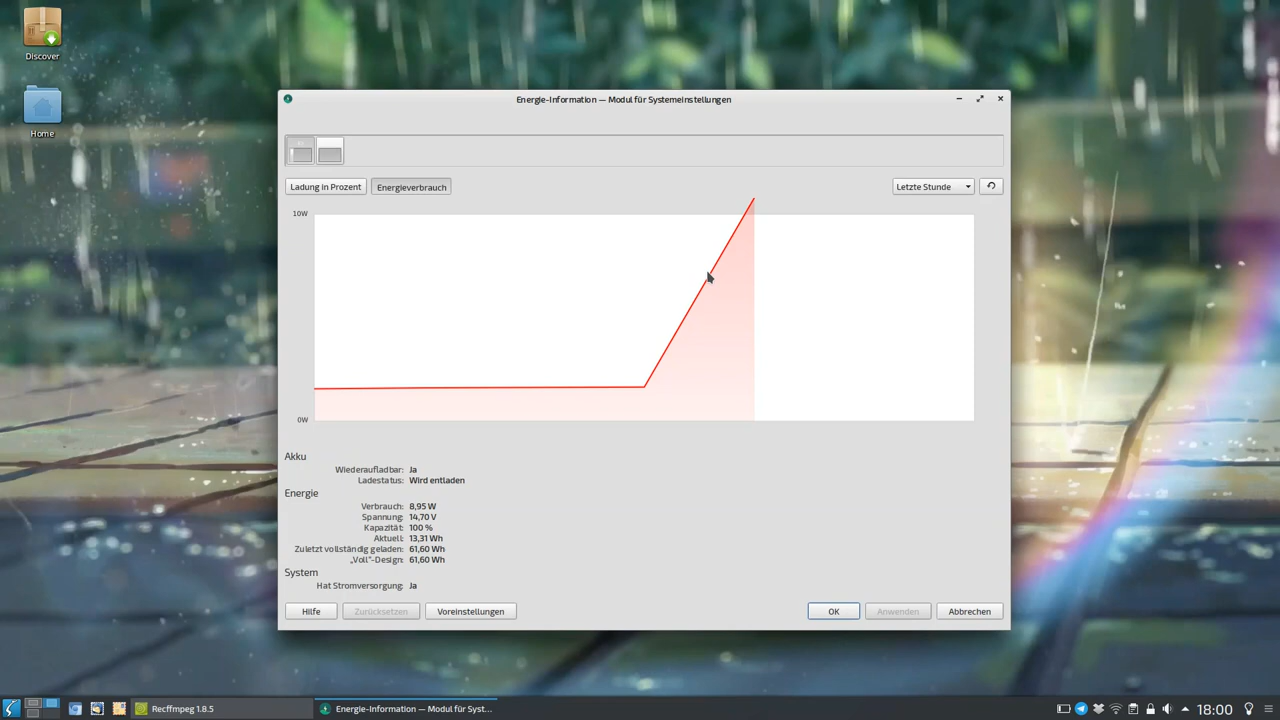 Discover
Home
Energie-Information — Modul für Systemeinstellungen
Ladung in Prozent
Energieverbrauch
Letzte Stunde
10W
0W
Akku
Wiederaufladbar: Ja
Ladestatus: Wird entladen
Energie
Verbrauch: 8,95 W
Spannung: 14,70 V
Kapazität: 100 %
Aktuell: 13,31 Wh
Zuletzt vollständig geladen: 61,60 Wh
„Voll“-Design: 61,60 Wh
System
Hat Stromversorgung: Ja
Hilfe
Zurücksetzen
Voreinstellungen
OK
Anwenden
Abbrechen
Recffmpeg 1.8.5
Energie-Information — Modul für Syst...
18:00